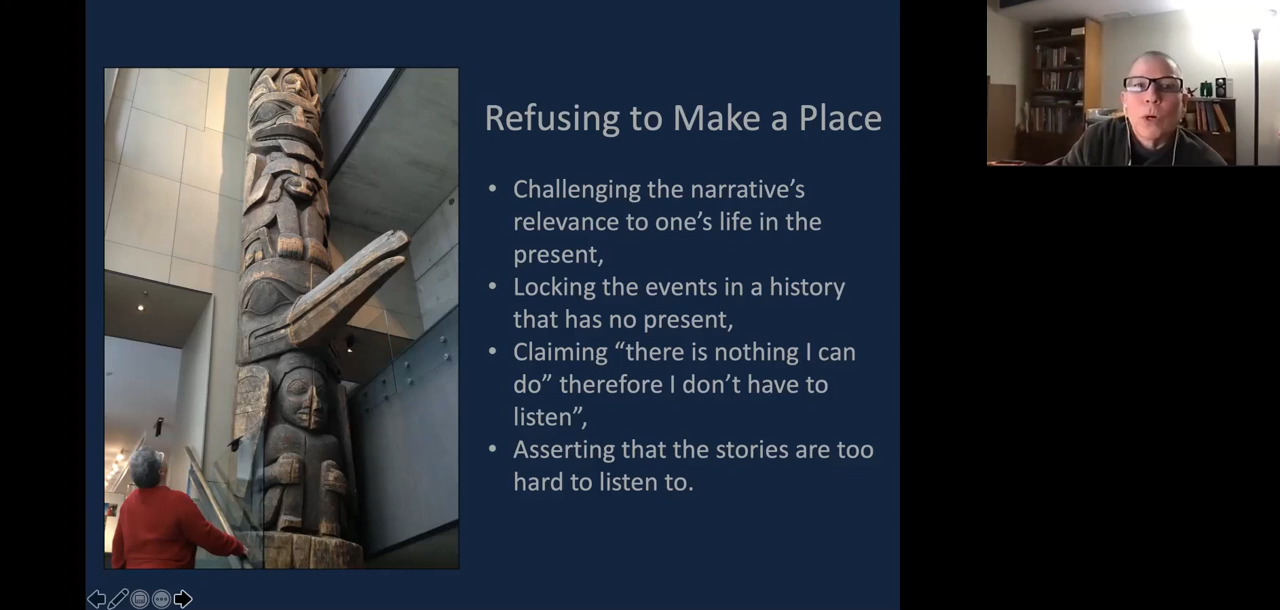 Refusing to Make a Place
• Challenging the narrative’s
relevance to one’s life in the
present,
• Locking the events in a history
that has no present,
• Claiming “there is nothing I can
do” therefore I don’t have to
listen”,
• Asserting that the stories are too
hard to listen to.